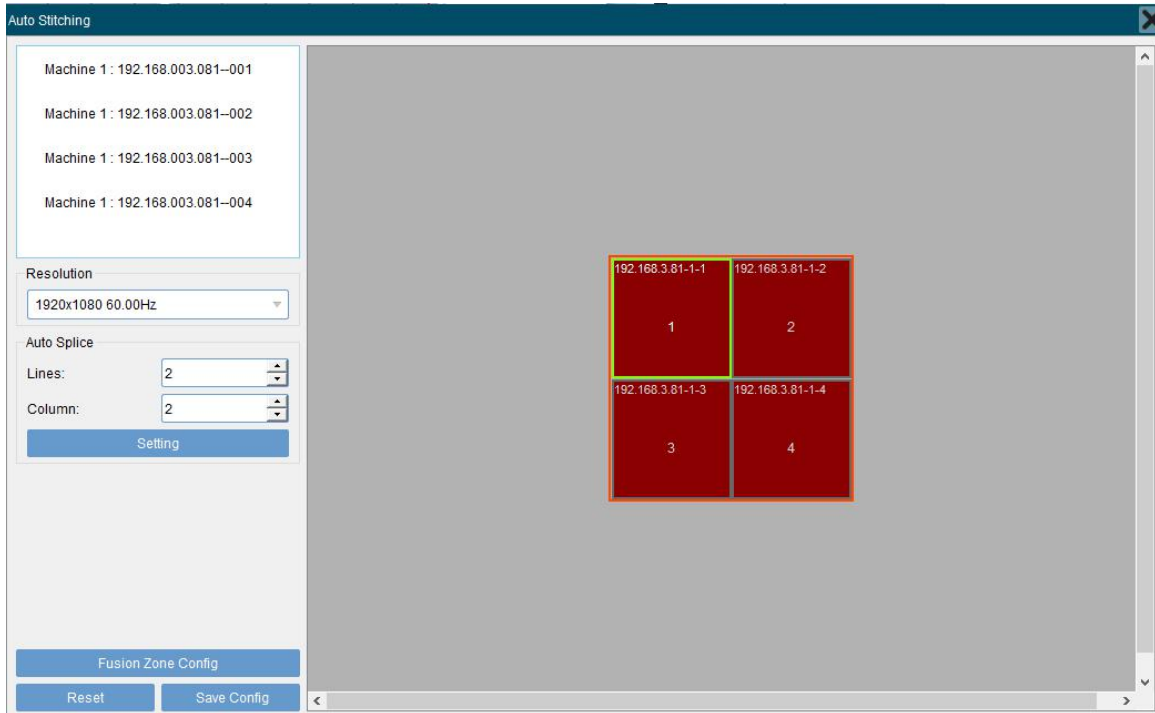 Auto Stitching
Machine 1 : 192.168.003.081--001
Machine 1 : 192.168.003.081--002
Machine 1 : 192.168.003.081--003
Machine 1 : 192.168.003.081--004
Resolution
1920x1080 60.00Hz
Auto Splice
Lines: 2
Column: 2
Setting
Fusion Zone Config
Reset Save Config
192.168.3.81-1-1 192.168.3.81-1-2
1 2
192.168.3.81-1-3 192.168.3.81-1-4
3 4